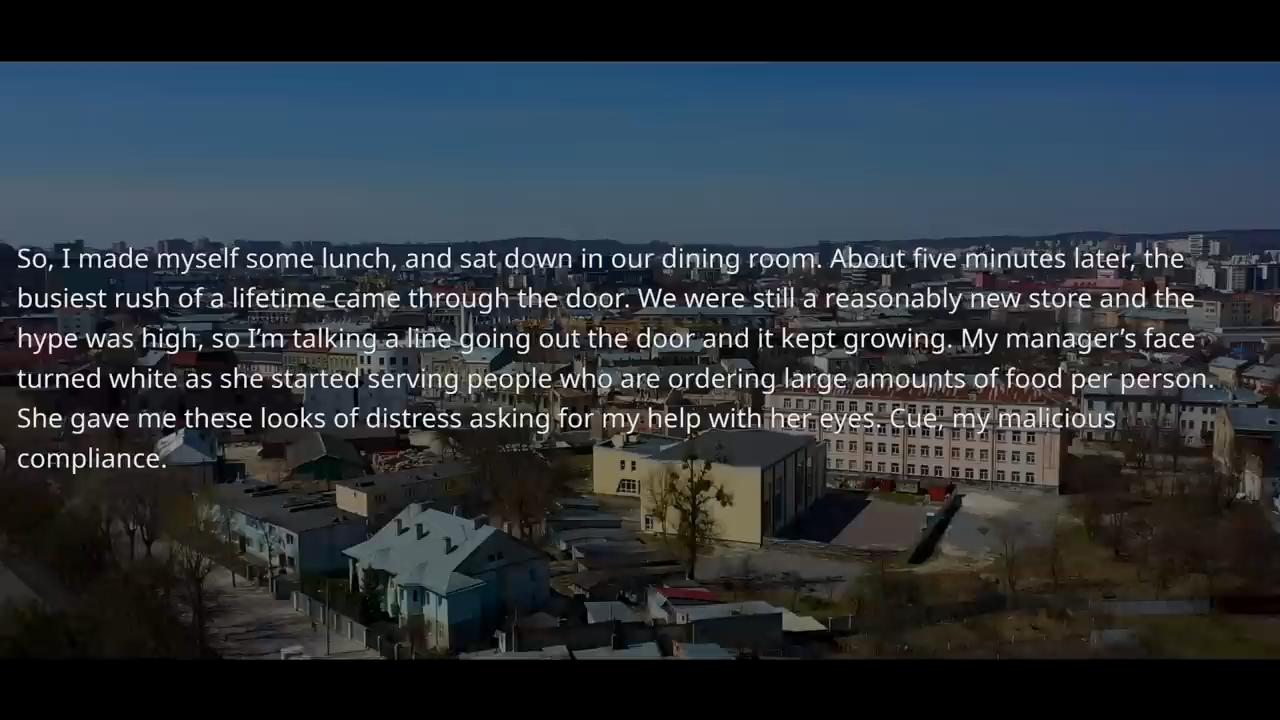 So, I made myself some lunch, and sat down in our dining room. About five minutes later, the
busiest rush of a lifetime came through the door. We were still a reasonably new store and the
hype was high, so I’m talking a line going out the door and it kept growing. My manager’s face
turned white as she started serving people who are ordering large amounts of food per person.
She gave me these looks of distress asking for my help with her eyes. Cue, my malicious
compliance.